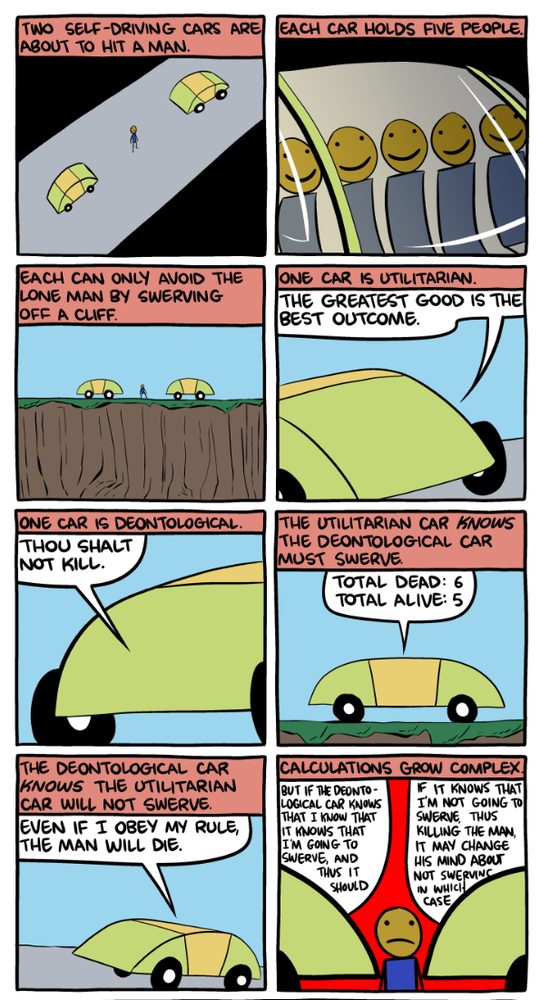 TWO SELF-DRIVING CARS ARE
ABOUT TO HIT A MAN.
EACH CAR HOLDS FIVE PEOPLE.
EACH CAN ONLY AVOID THE
LONE MAN BY SWERVING
OFF A CLIFF.
ONE CAR IS UTILITARIAN.
THE GREATEST GOOD IS THE
BEST OUTCOME.
ONE CAR IS DEONTOLOGICAL.
THOU SHALT
NOT KILL.
THE UTILITARIAN CAR KNOWS
THE DEONTOLOGICAL CAR
MUST SWERVE.
TOTAL DEAD: 6
TOTAL ALIVE: 5
THE DEONTOLOGICAL CAR
KNOWS THE UTILITARIAN
CAR WILL NOT SWERVE.
EVEN IF I OBEY MY RULE,
THE MAN WILL DIE.
CALCULATIONS GROW COMPLEX.
BUT IF THE DEONTO-
LOGICAL CAR KNOWS
THAT I KNOW THAT
IT KNOWS THAT
I'M GOING TO
SWERVE, AND
THUS IT
SHOULD
IF IT KNOWS THAT
I'M NOT GOING TO
SWERVE, THUS
KILLING THE MAN,
IT MAY CHANGE
HIS MIND ABOUT
NOT SWERVING
IN WHICH
CASE